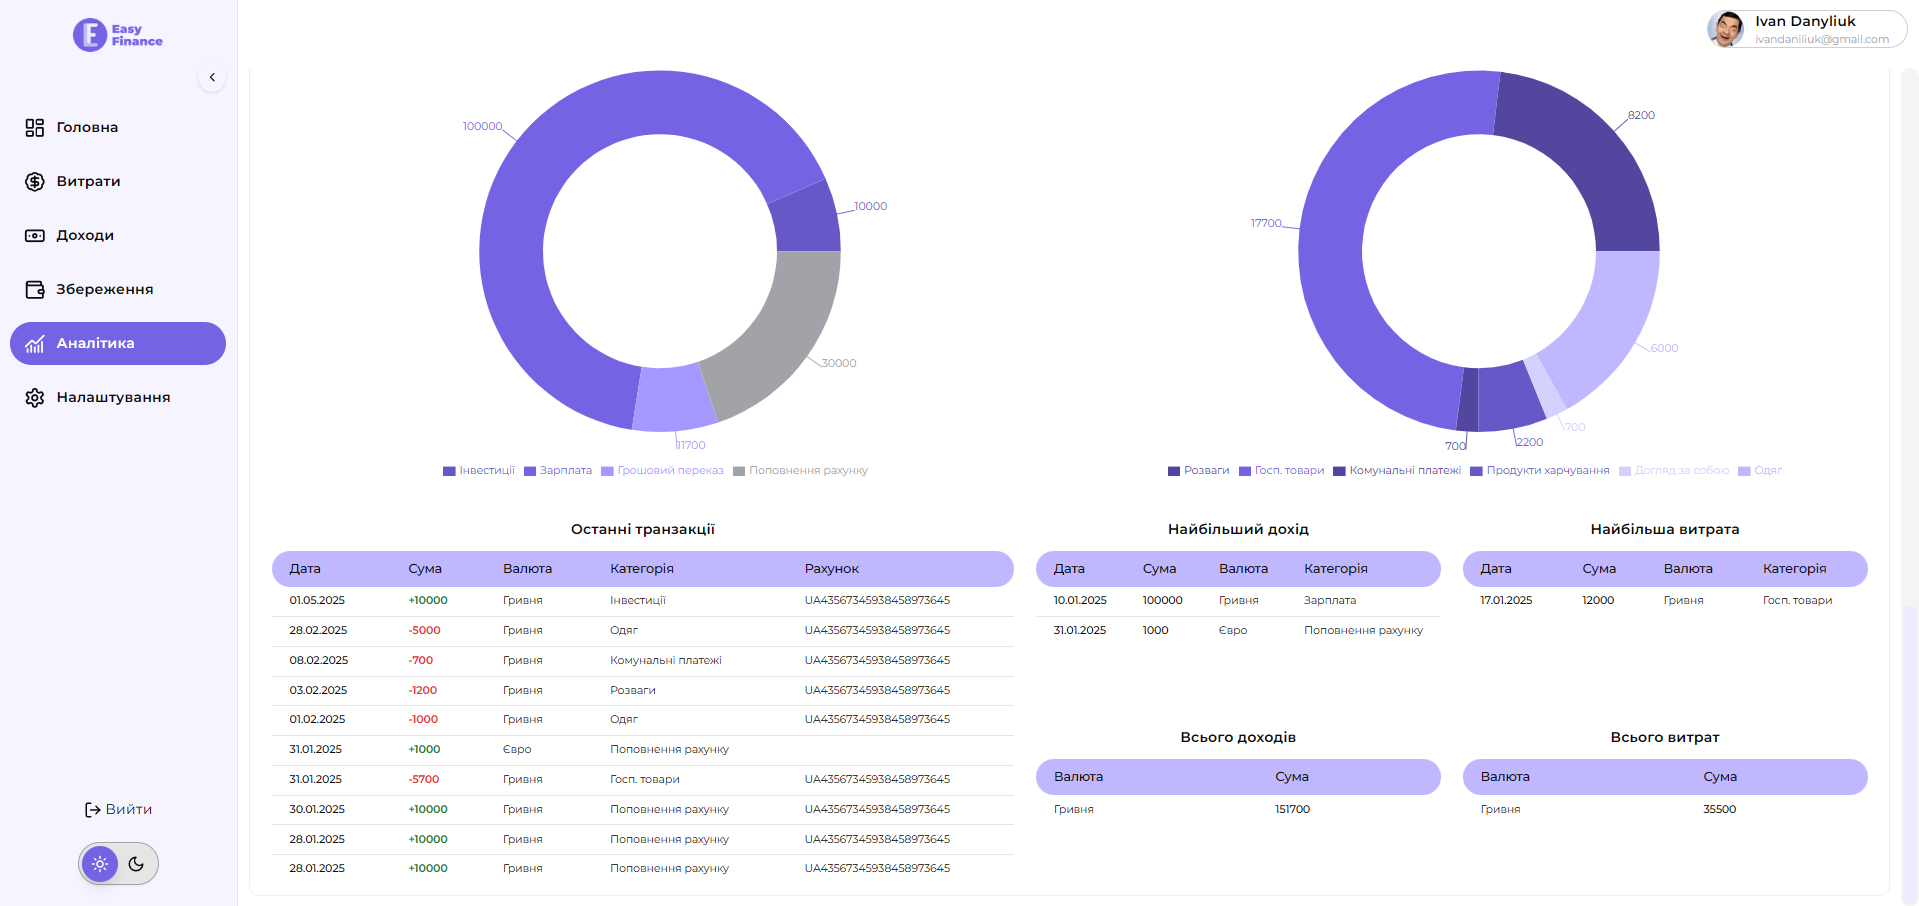 Easy
Finance
Ivan Danyliuk
ivandaniliuk@gmail.com
Головна
Витрати
Доходи
Збереження
Аналітика
Налаштування
Вийти
100000
10000
30000
11700
Інвестиції Зарплата Грошовий переказ Поповнення рахунку
8200
17700
6000
700
2200
700
Розваги Госп. товари Комунальні платежі Продукти харчування Догляд за собою Одяг
Останні транзакції
Дата Сума Валюта Категорія Рахунок
01.05.2025 +10000 Гривня Інвестиції UA43567345938458973645
28.02.2025 -5000 Гривня Одяг UA43567345938458973645
08.02.2025 -700 Гривня Комунальні платежі UA43567345938458973645
03.02.2025 -1200 Гривня Розваги UA43567345938458973645
01.02.2025 -1000 Гривня Одяг UA43567345938458973645
31.01.2025 +1000 Євро Поповнення рахунку
31.01.2025 -5700 Гривня Госп. товари UA43567345938458973645
30.01.2025 +10000 Гривня Поповнення рахунку UA43567345938458973645
28.01.2025 +10000 Гривня Поповнення рахунку UA43567345938458973645
28.01.2025 +10000 Гривня Поповнення рахунку UA43567345938458973645
Найбільший дохід
Дата Сума Валюта Категорія
10.01.2025 100000 Гривня Зарплата
31.01.2025 1000 Євро Поповнення рахунку
Найбільша витрата
Дата Сума Валюта Категорія
17.01.2025 12000 Гривня Госп. товари
Всього доходів
Валюта Сума
Гривня 151700
Всього витрат
Валюта Сума
Гривня 35500